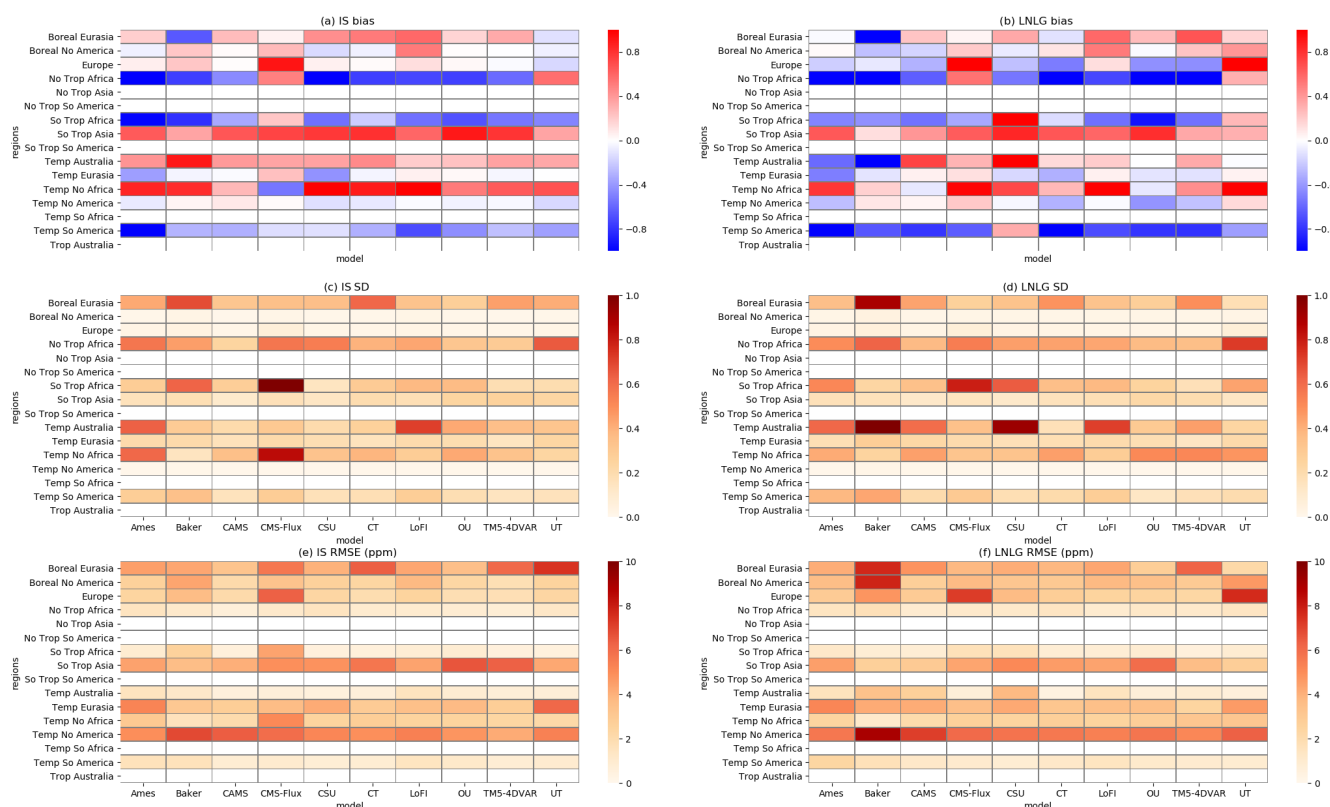 (a) IS bias
Boreal Eurasia
Boreal No America
Europe
No Trop Africa
No Trop Asia
No Trop So America
So Trop Africa
So Trop Asia
So Trop So America
Temp Australia
Temp Eurasia
Temp No Africa
Temp No America
Temp So Africa
Temp So America
Trop Australia
regions
model
0.8
0.4
0.0
−0.4
−0.8
(b) LNLG bias
Boreal Eurasia
Boreal No America
Europe
No Trop Africa
No Trop Asia
No Trop So America
So Trop Africa
So Trop Asia
So Trop So America
Temp Australia
Temp Eurasia
Temp No Africa
Temp No America
Temp So Africa
Temp So America
Trop Australia
regions
model
0.8
0.4
0.0
−0.
−0.
(c) IS SD
Boreal Eurasia
Boreal No America
Europe
No Trop Africa
No Trop Asia
No Trop So America
So Trop Africa
So Trop Asia
So Trop So America
Temp Australia
Temp Eurasia
Temp No Africa
Temp No America
Temp So Africa
Temp So America
Trop Australia
regions
Ames Baker CAMS CMS-Flux CSU CT LoFI OU TM5-4DVAR UT
model
1.0
0.8
0.6
0.4
0.2
0.0
(d) LNLG SD
Boreal Eurasia
Boreal No America
Europe
No Trop Africa
No Trop Asia
No Trop So America
So Trop Africa
So Trop Asia
So Trop So America
Temp Australia
Temp Eurasia
Temp No Africa
Temp No America
Temp So Africa
Temp So America
Trop Australia
regions
Ames Baker CAMS CMS-Flux CSU CT LoFI OU TM5-4DVAR UT
model
1.0
0.8
0.6
0.4
0.2
0.0
(e) IS RMSE (ppm)
Boreal Eurasia
Boreal No America
Europe
No Trop Africa
No Trop Asia
No Trop So America
So Trop Africa
So Trop Asia
So Trop So America
Temp Australia
Temp Eurasia
Temp No Africa
Temp No America
Temp So Africa
Temp So America
Trop Australia
regions
Ames Baker CAMS CMS-Flux CSU CT LoFI OU TM5-4DVAR UT
model
10
8
6
4
2
0
(f) LNLG RMSE (ppm)
Boreal Eurasia
Boreal No America
Europe
No Trop Africa
No Trop Asia
No Trop So America
So Trop Africa
So Trop Asia
So Trop So America
Temp Australia
Temp Eurasia
Temp No Africa
Temp No America
Temp So Africa
Temp So America
Trop Australia
regions
Ames Baker CAMS CMS-Flux CSU CT LoFI OU TM5-4DVAR UT
model
10
8
6
4
2
0